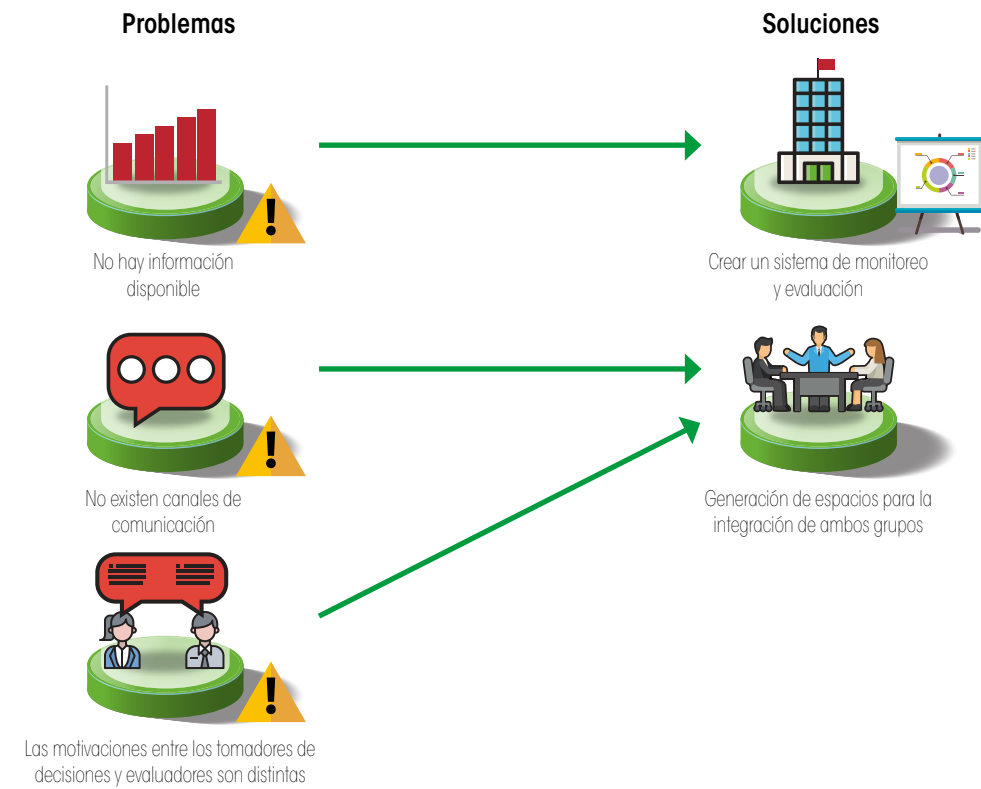 Problemas
Soluciones
No hay información
disponible
Crear un sistema de monitoreo
y evaluación
No existen canales de
comunicación
Generación de espacios para la
integración de ambos grupos
Las motivaciones entre los tomadores de
decisiones y evaluadores son distintas